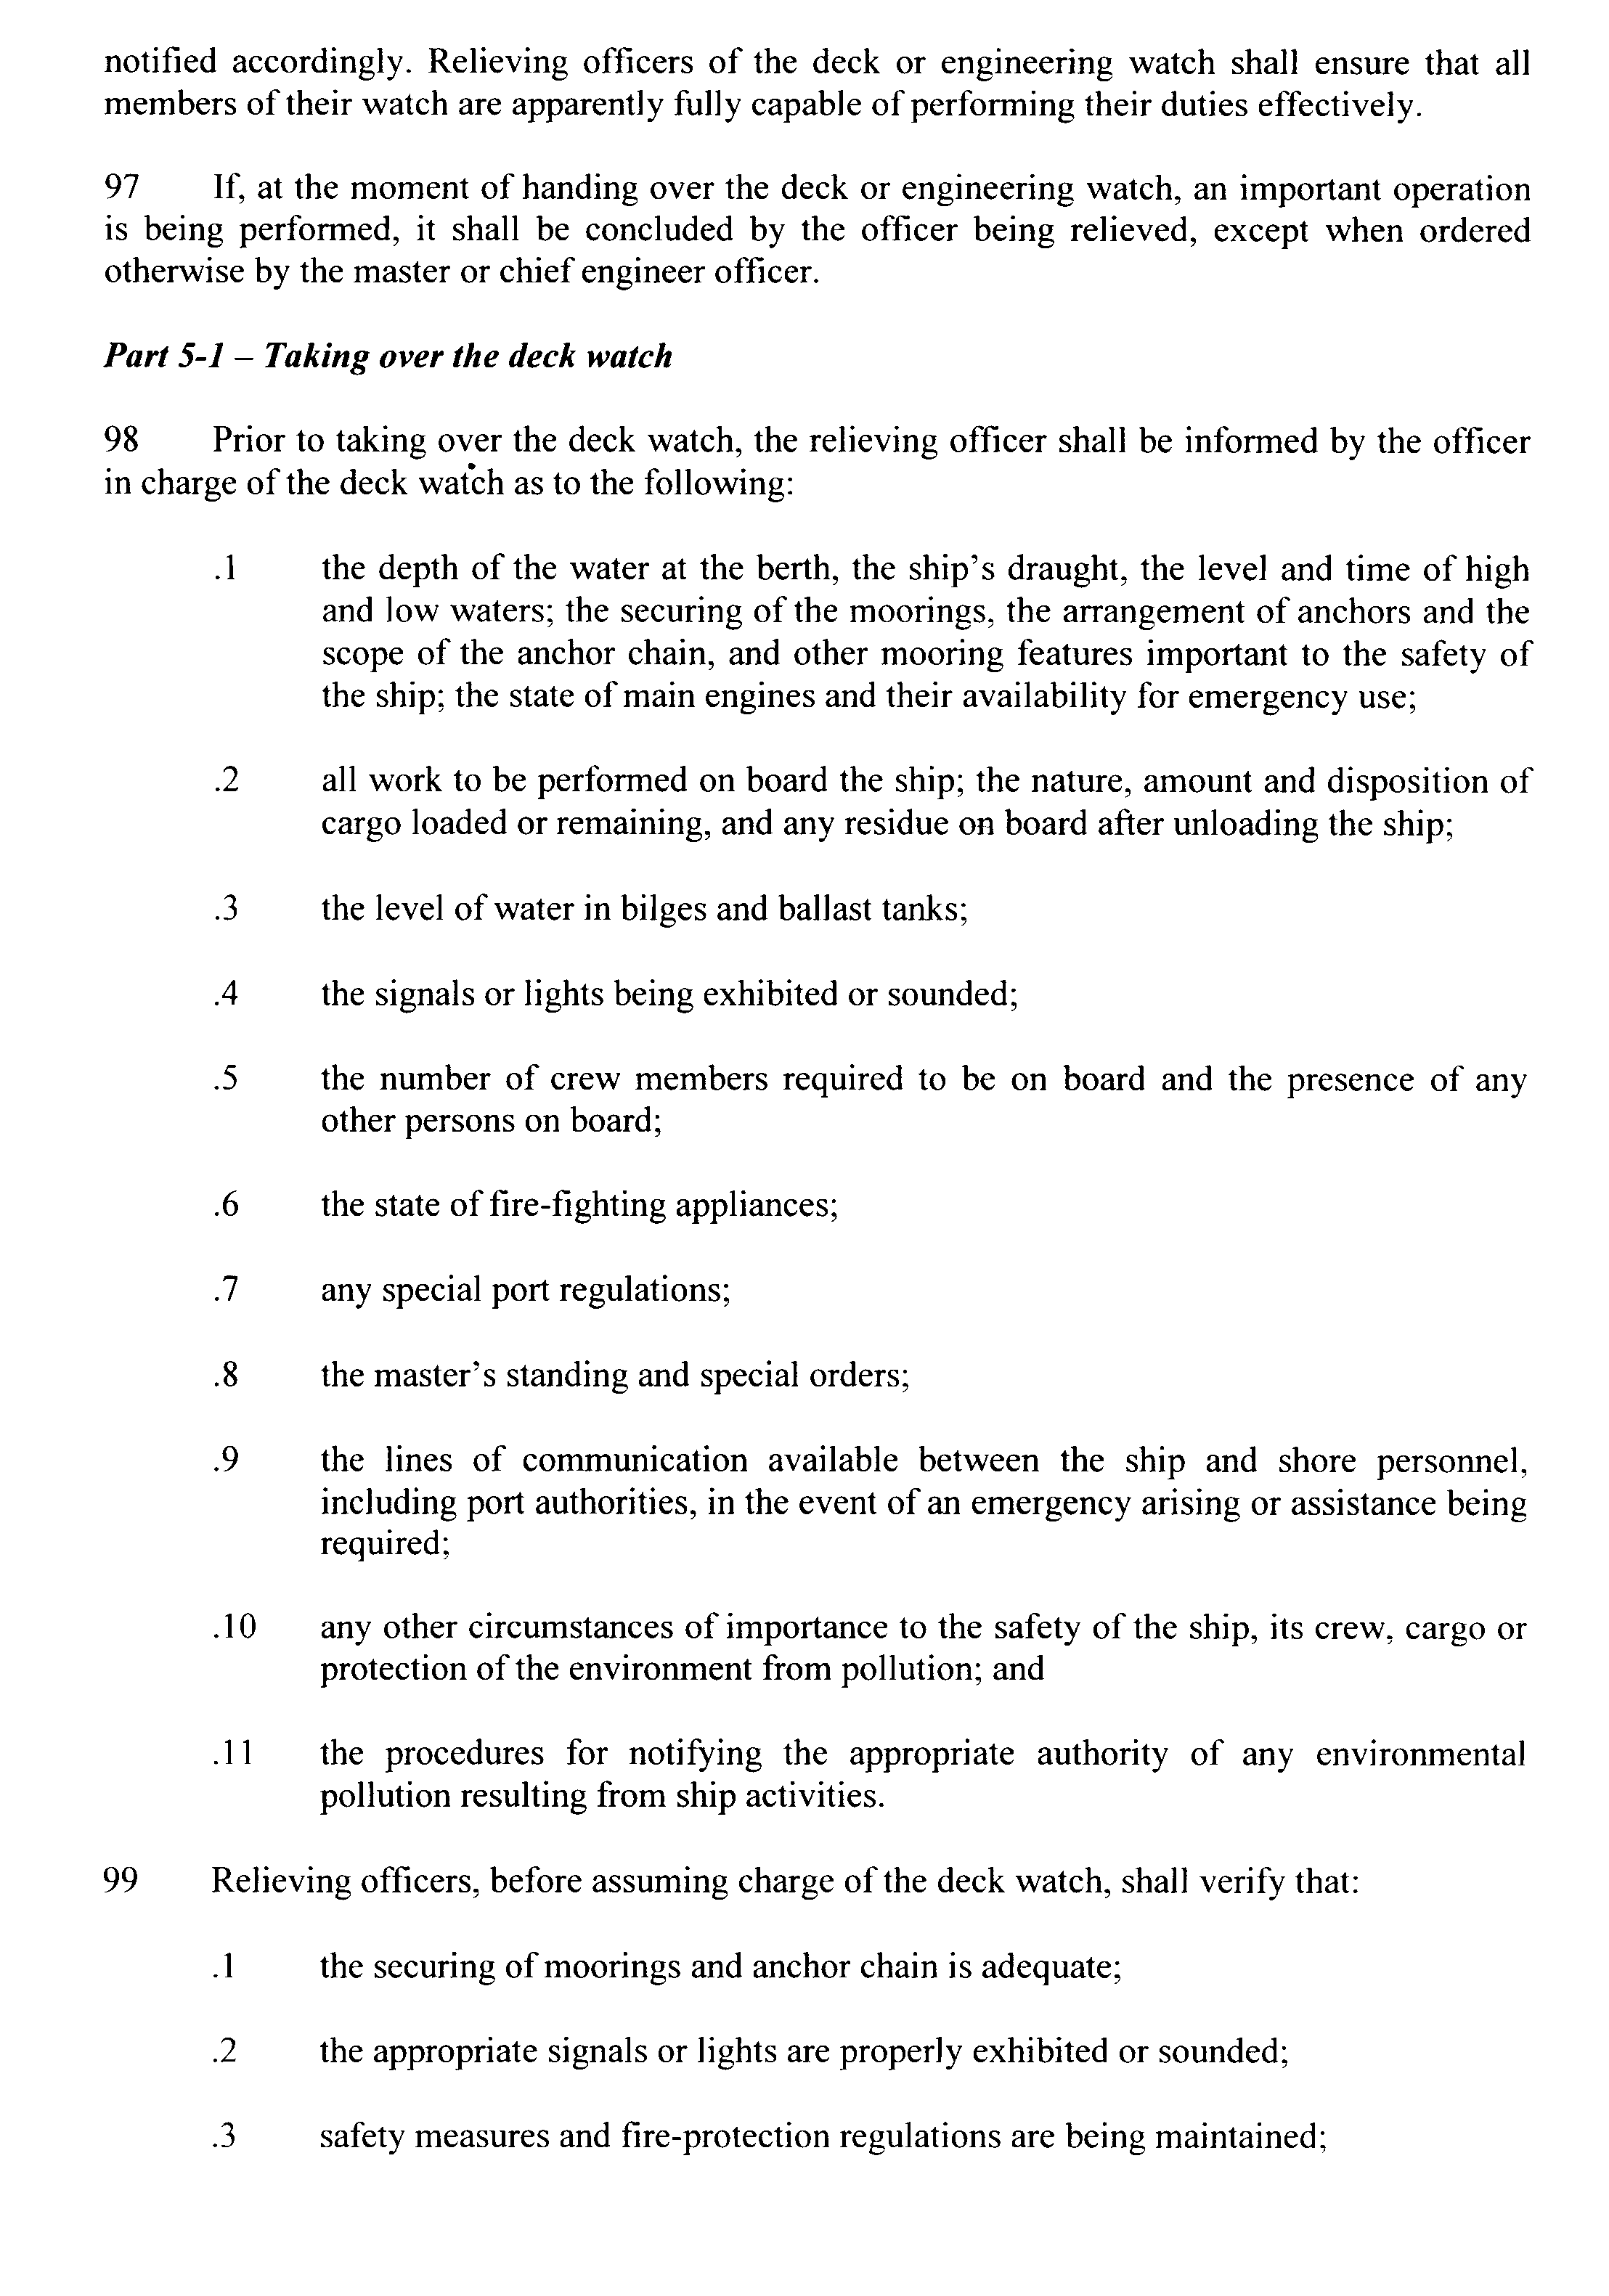 notified accordingly. Relieving officers of the deck or engineering watch shall ensure that all
members of their watch are apparently fully capable of performing their duties effectively.
97 If, at the moment of handing over the deck or engineering watch, an important operation
is being performed, it shall be concluded by the officer being relieved, except when ordered
otherwise by the master or chief engineer officer.
Part 5-1 – Taking over the deck watch
98 Prior to taking over the deck watch, the relieving officer shall be informed by the officer
in charge of the deck watch as to the following:
.1 the depth of the water at the berth, the ship’s draught, the level and time of high
and low waters; the securing of the moorings, the arrangement of anchors and the
scope of the anchor chain, and other mooring features important to the safety of
the ship; the state of main engines and their availability for emergency use;
.2 all work to be performed on board the ship; the nature, amount and disposition of
cargo loaded or remaining, and any residue on board after unloading the ship;
.3 the level of water in bilges and ballast tanks;
.4 the signals or lights being exhibited or sounded;
.5 the number of crew members required to be on board and the presence of any
other persons on board;
.6 the state of fire-fighting appliances;
.7 any special port regulations;
.8 the master’s standing and special orders;
.9 the lines of communication available between the ship and shore personnel,
including port authorities, in the event of an emergency arising or assistance being
required;
.10 any other circumstances of importance to the safety of the ship, its crew, cargo or
protection of the environment from pollution; and
.11 the procedures for notifying the appropriate authority of any environmental
pollution resulting from ship activities.
99 Relieving officers, before assuming charge of the deck watch, shall verify that:
.1 the securing of moorings and anchor chain is adequate;
.2 the appropriate signals or lights are properly exhibited or sounded;
.3 safety measures and fire-protection regulations are being maintained;